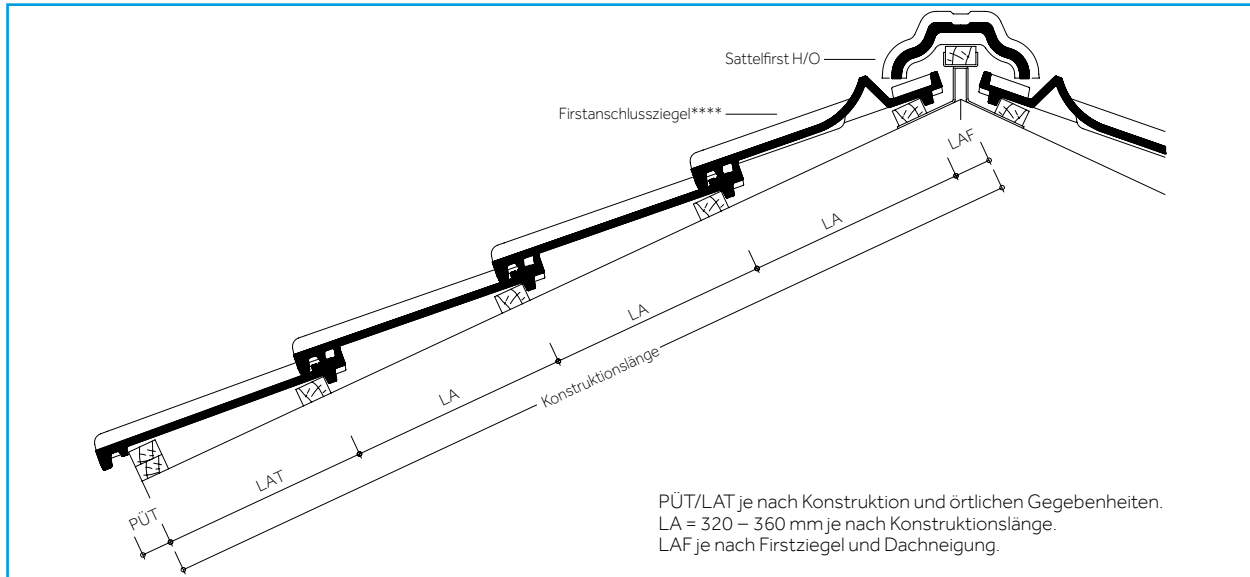 Sattelfirst H/O
Firstanschlussziegel****
LAF
LA
LA
LA
Konstruktionslänge
LAT
PÜT
PÜT/LAT je nach Konstruktion und örtlichen Gegebenheiten.
LA = 320 – 360 mm je nach Konstruktionslänge.
LAF je nach Firstziegel und Dachneigung.